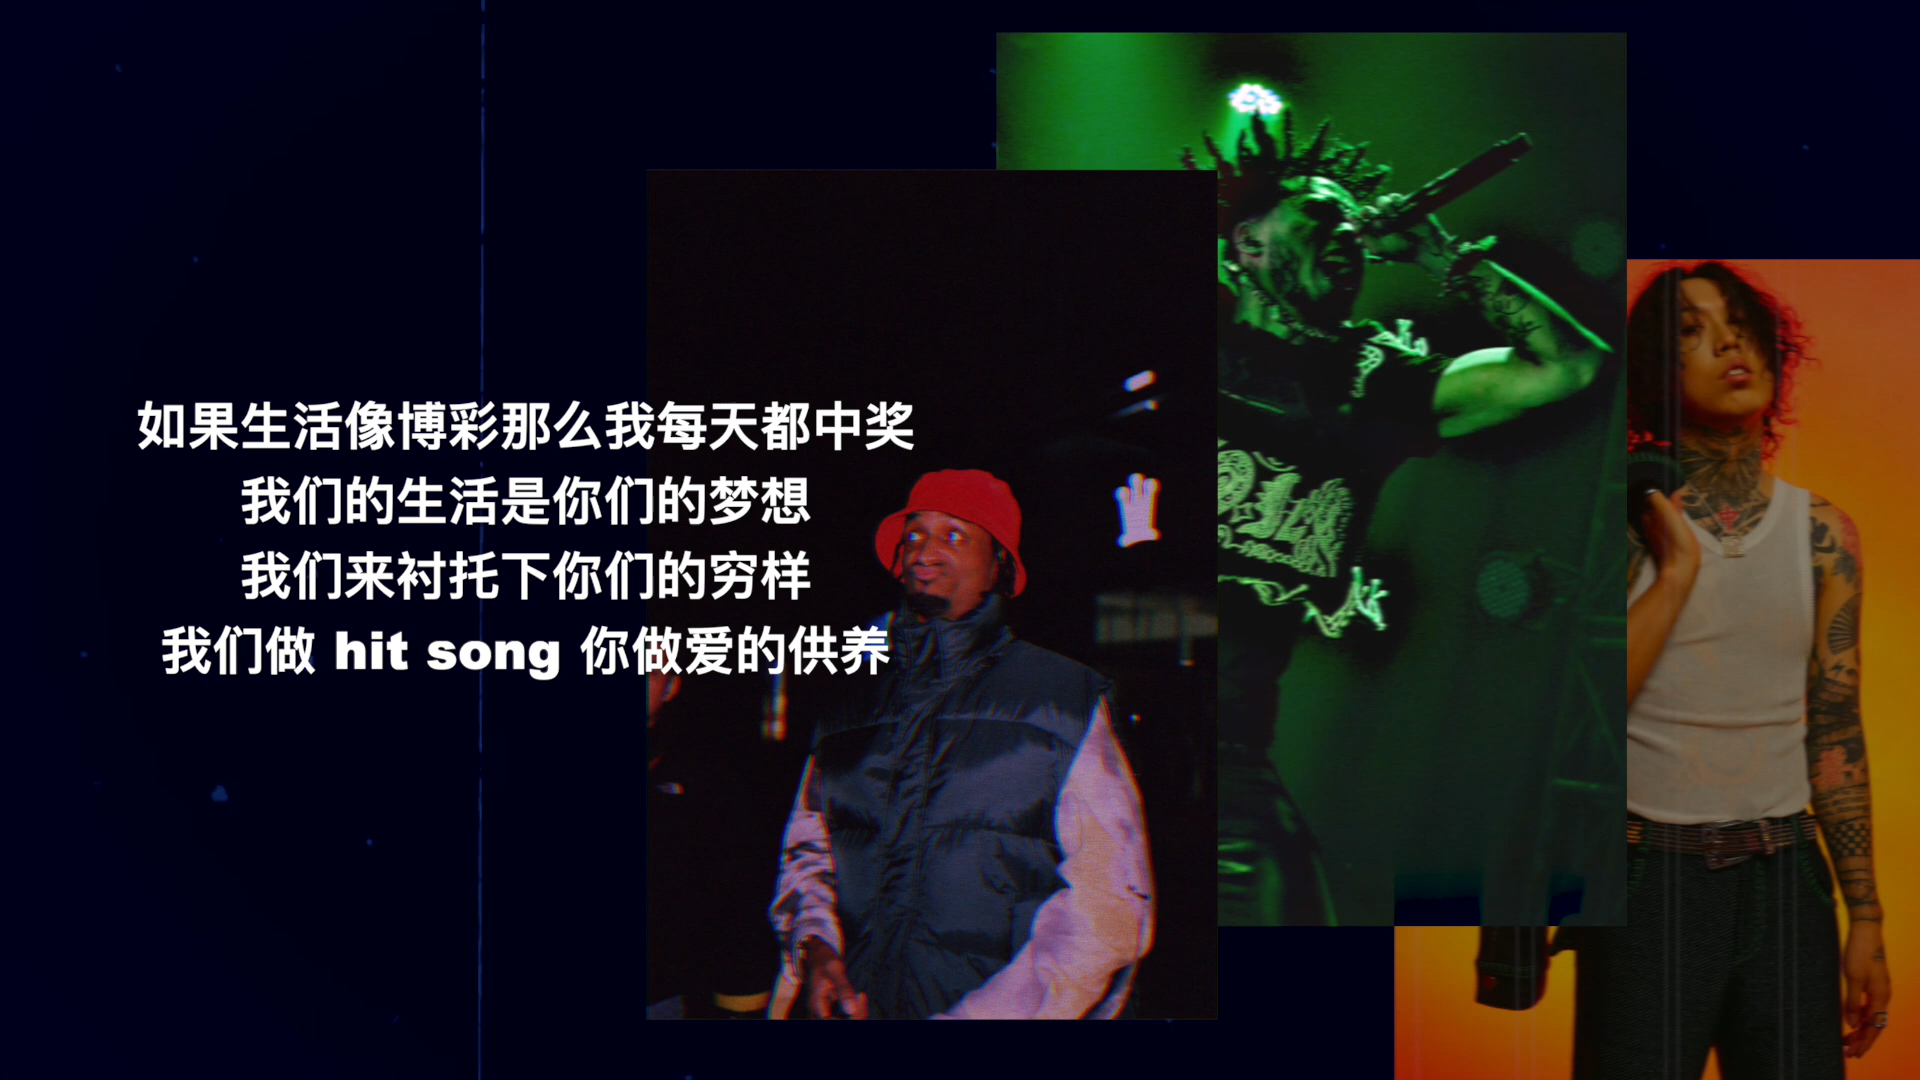 如果生活像博彩那么我每天都中奖
我们的生活是你们的梦想
我们来衬托下你们的穷样
我们做 hit song 你做爱的供养